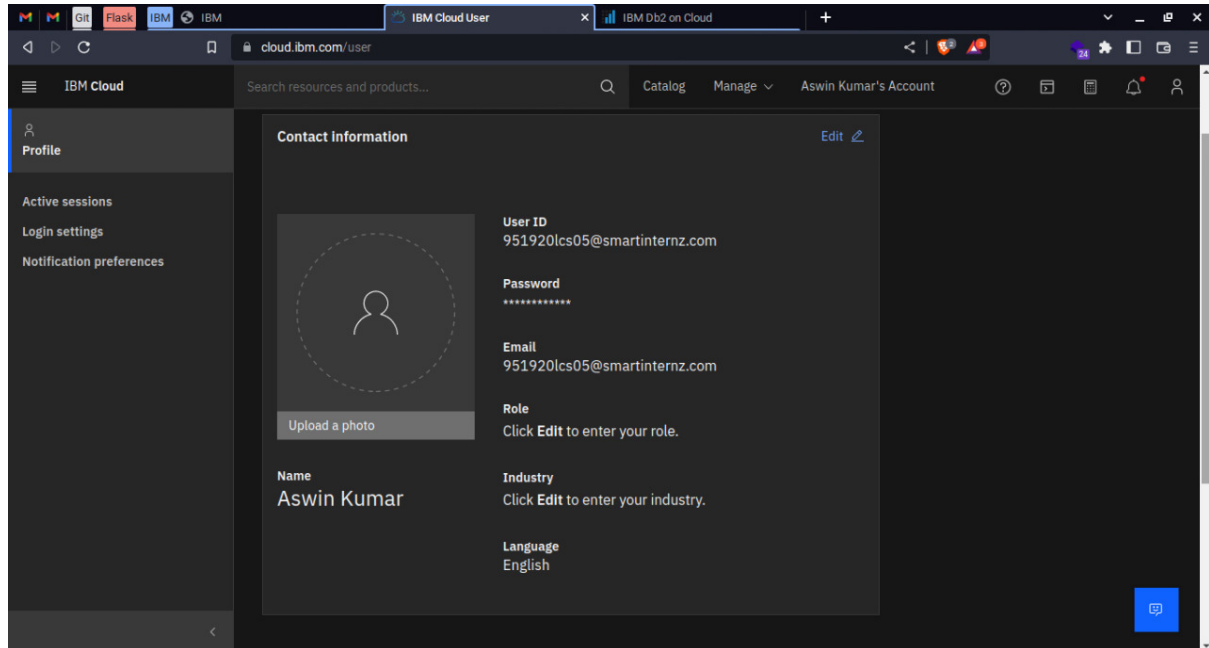 Git Flask IBM IBM IBM Cloud User IBM Db2 on Cloud
cloud.ibm.com/user 24
IBM Cloud Search resources and products... Catalog Manage Aswin Kumar's Account
Profile
Active sessions
Login settings
Notification preferences
Contact information Edit
User ID
951920lcs05@smartinternz.com
Password
************
Email
951920lcs05@smartinternz.com
Role
Click Edit to enter your role.
Upload a photo
Name
Aswin Kumar
Industry
Click Edit to enter your industry.
Language
English